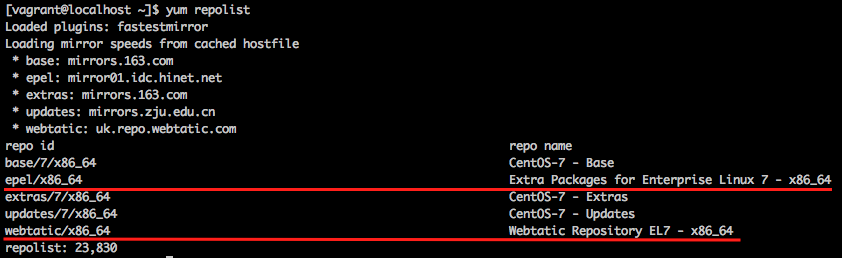 [vagrant@localhost ~]$ yum repolist
Loaded plugins: fastestmirror
Loading mirror speeds from cached hostfile
 * base: mirrors.163.com
 * epel: mirror01.idc.hinet.net
 * extras: mirrors.163.com
 * updates: mirrors.zju.edu.cn
 * webtatic: uk.repo.webtatic.com
repo id repo name
base/7/x86_64 CentOS-7 - Base
epel/x86_64 Extra Packages for Enterprise Linux 7 - x86_64
extras/7/x86_64 CentOS-7 - Extras
updates/7/x86_64 CentOS-7 - Updates
webtatic/x86_64 Webtatic Repository EL7 - x86_64
repolist: 23,830